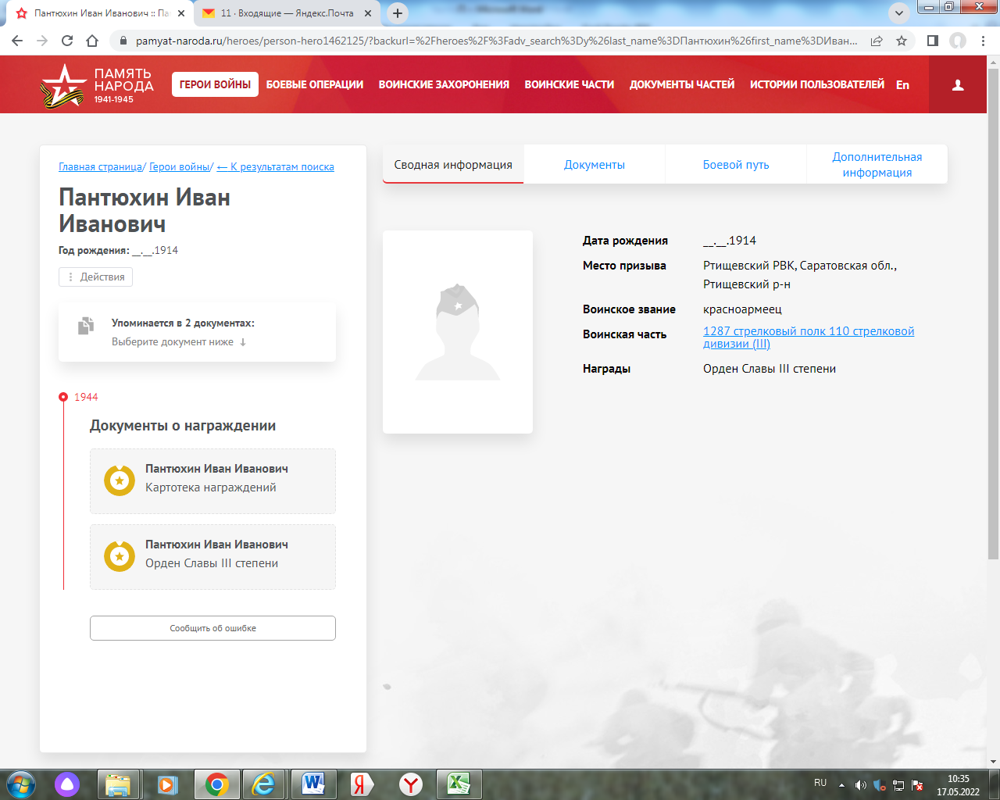 Пантюхин Иван Иванович :: Па
11 · Входящие — Яндекс.Почта
pamyat-naroda.ru/heroes/person-hero1462125/?backurl=%2Fheroes%2F%3Fadv_search%3Dy%26last_name%3DПантюхин%26first_name%3DИван...
ПАМЯТЬ
НАРОДА
1941-1945
ГЕРОИ ВОЙНЫ
БОЕВЫЕ ОПЕРАЦИИ
ВОИНСКИЕ ЗАХОРОНЕНИЯ
ВОИНСКИЕ ЧАСТИ
ДОКУМЕНТЫ ЧАСТЕЙ
ИСТОРИИ ПОЛЬЗОВАТЕЛЕЙ
En
Главная страница/ Герои войны/ ← К результатам поиска
Пантюхин Иван
Иванович
Год рождения: __.__.1914
Действия
Упоминается в 2 документах:
Выберите документ ниже ↓
1944
Документы о награждении
Пантюхин Иван Иванович
Картотека награждений
Пантюхин Иван Иванович
Орден Славы III степени
Сообщить об ошибке
Сводная информация
Документы
Боевой путь
Дополнительная
информация
Дата рождения __.__.1914
Место призыва Ртищевский РВК, Саратовская обл.,
Ртищевский р-н
Воинское звание красноармеец
Воинская часть 1287 стрелковый полк 110 стрелковой
дивизии (III)
Награды Орден Славы III степени
RU
10:35
17.05.2022